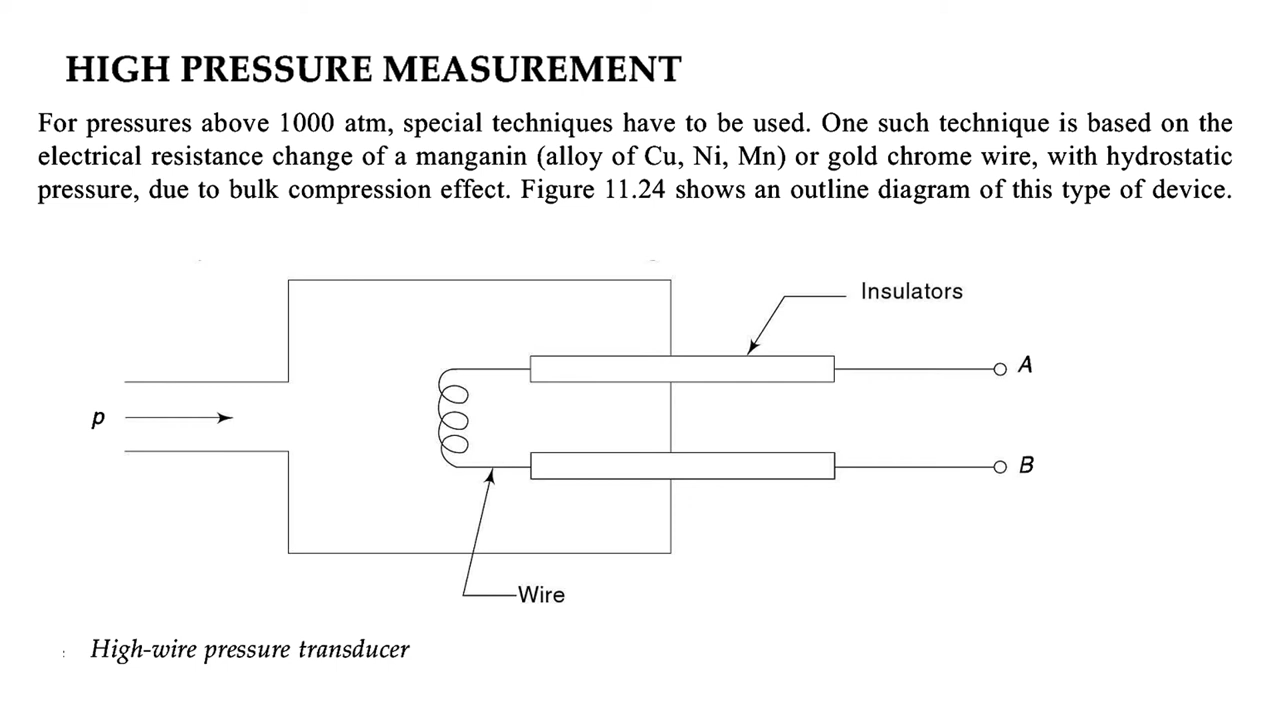 HIGH PRESSURE MEASUREMENT
For pressures above 1000 atm, special techniques have to be used. One such technique is based on the
electrical resistance change of a manganin (alloy of Cu, Ni, Mn) or gold chrome wire, with hydrostatic
pressure, due to bulk compression effect. Figure 11.24 shows an outline diagram of this type of device.
Insulators
A
p
B
Wire
High-wire pressure transducer